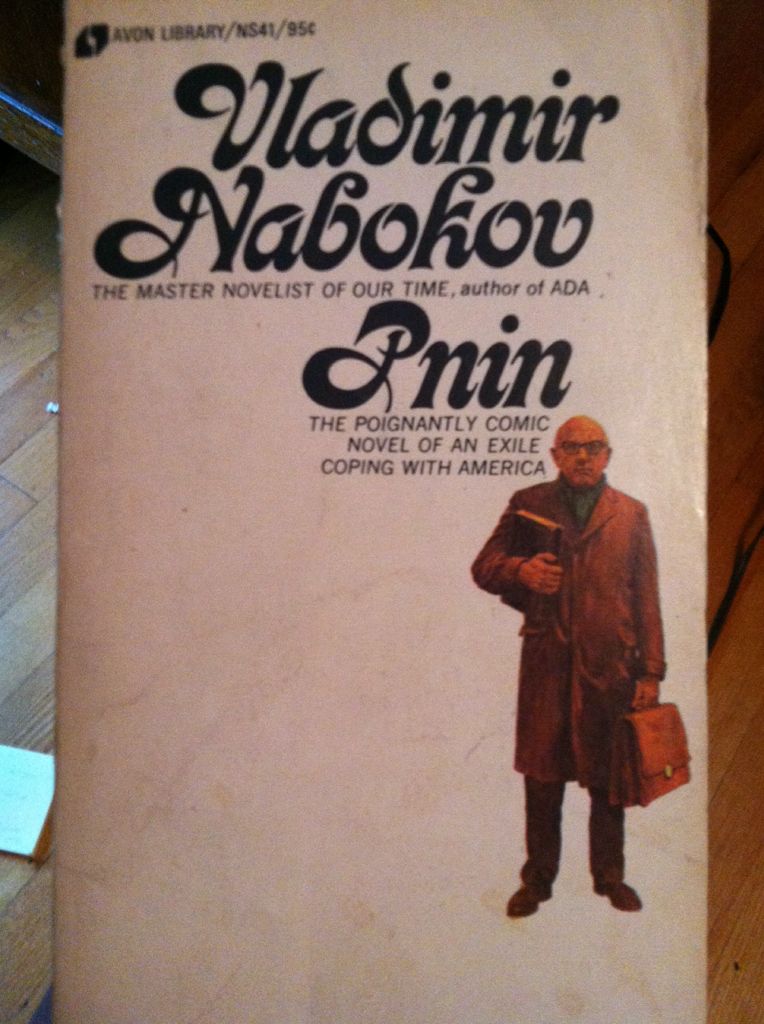 AVON LIBRARY/NS41/95¢
Vladimir
Nabokov
THE MASTER NOVELIST OF OUR TIME, author of ADA
Pnin
THE POIGNANTLY COMIC
NOVEL OF AN EXILE
COPING WITH AMERICA